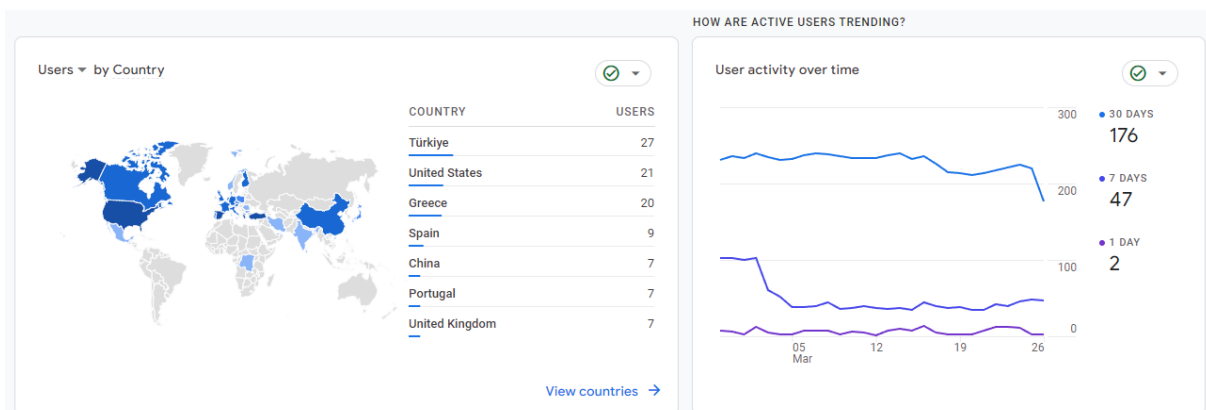 HOW ARE ACTIVE USERS TRENDING?
Users by Country
COUNTRY USERS
Türkiye 27
United States 21
Greece 20
Spain 9
China 7
Portugal 7
United Kingdom 7
View countries
User activity over time
300
200
100
0
05 12 19 26
Mar
30 DAYS
176
7 DAYS
47
1 DAY
2